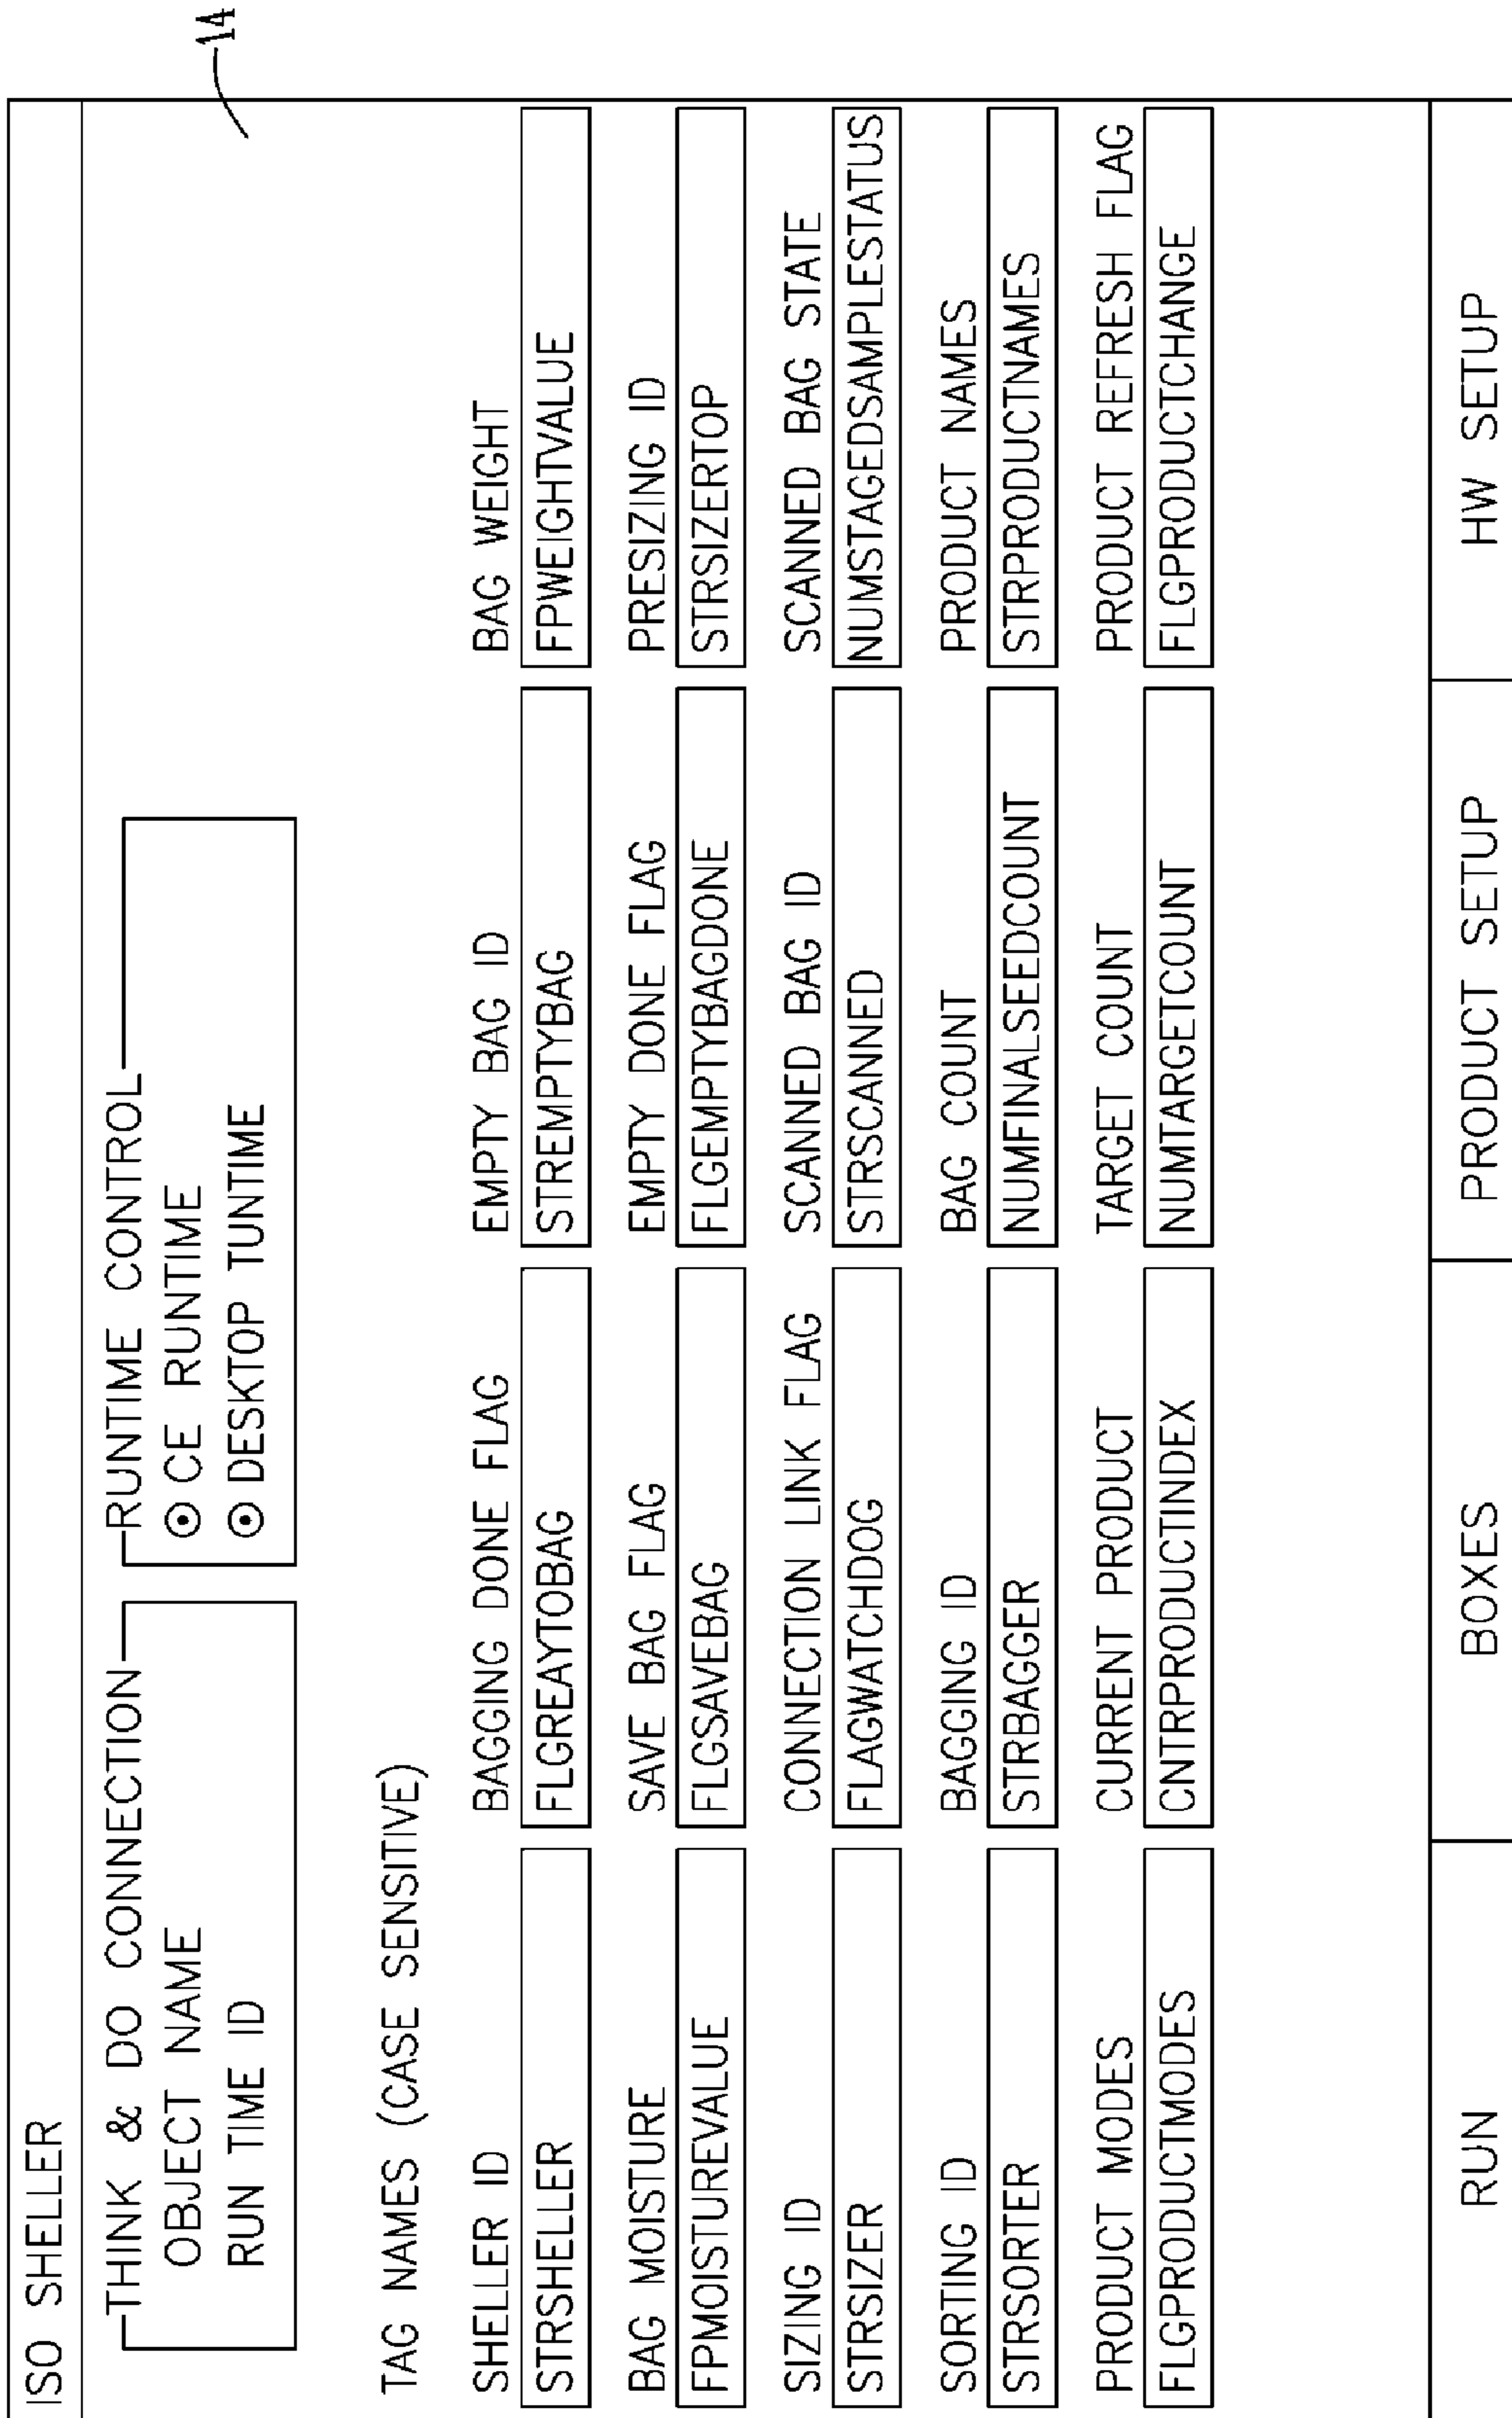 14
ISO SHELLER
THINK & DO CONNECTION
OBJECT NAME
RUN TIME ID
RUNTIME CONTROL
CE RUNTIME
DESKTOP TUNTIME
TAG NAMES (CASE SENSITIVE)
SHELLER ID BAGGING DONE FLAG EMPTY BAG ID BAG WEIGHT
STRSHELLER FLGREAYTOBAG STREMPTYBAG FPWEIGHTVALUE
BAG MOISTURE SAVE BAG FLAG EMPTY DONE FLAG PRESIZING ID
FPMOISTUREVALUE FLGSAVEBAG FLGEMPTYBAGDONE STRSIZERTOP
SIZING ID CONNECTION LINK FLAG SCANNED BAG ID SCANNED BAG STATE
STRSIZER FLAGWATCHDOG STRSCANNED NUMSTAGEDSAMPLESTATUS
SORTING ID BAGGING ID BAG COUNT PRODUCT NAMES
STRSORTER STRBAGGER NUMFINALSEEDCOUNT STRPRODUCTNAMES
PRODUCT MODES CURRENT PRODUCT TARGET COUNT PRODUCT REFRESH FLAG
FLGPRODUCTMODES CNTRPRODUCTINDEX NUMTARGETCOUNT FLGPRODUCTCHANGE
RUN BOXES PRODUCT SETUP HW SETUP